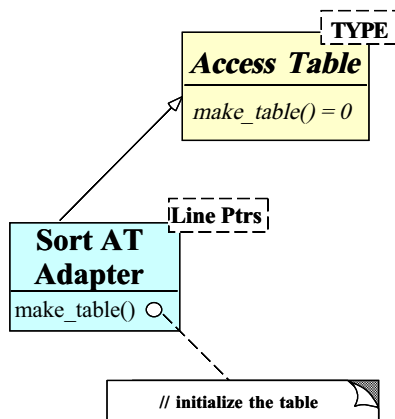 TYPE
Access Table
make_table() = 0
Line Ptrs
Sort AT
Adapter
make_table()
// initialize the table